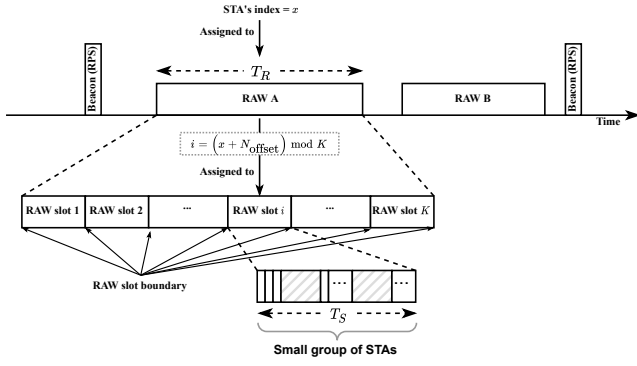 STA's index = x
Assigned to
Beacon (RPS)
T_R
RAW A
RAW B
Beacon (RPS)
Time
i = (x + N_offset) mod K
Assigned to
RAW slot 1
RAW slot 2
...
RAW slot i
...
RAW slot K
RAW slot boundary
...
...
T_S
Small group of STAs